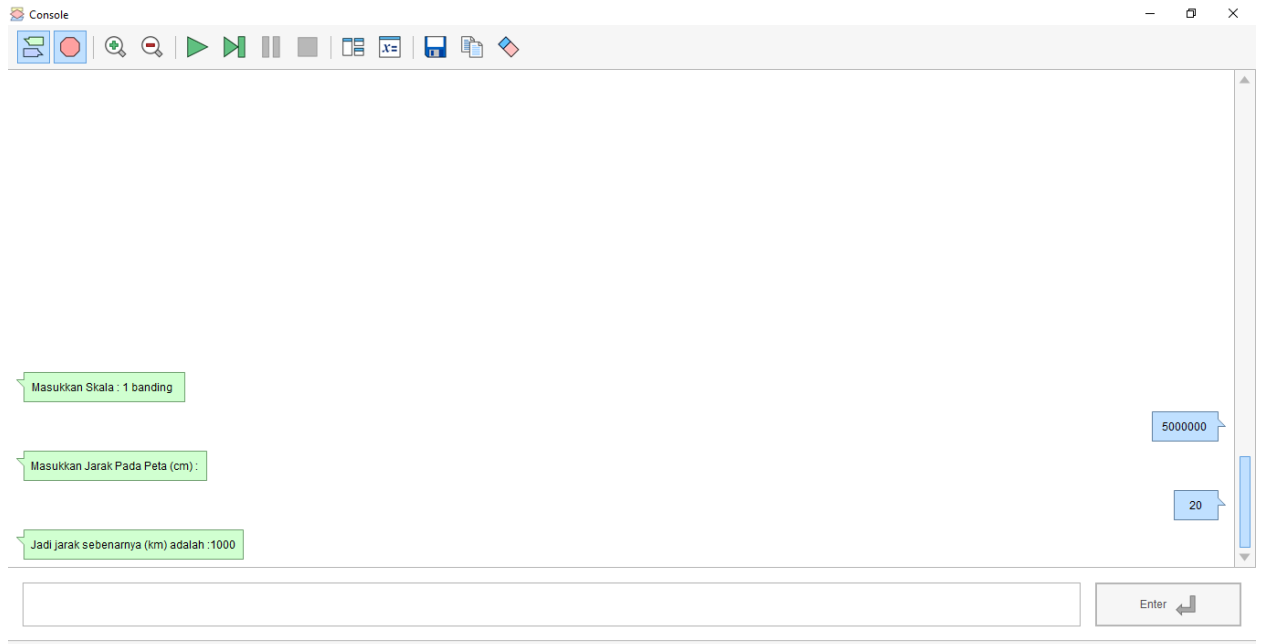 Console
Masukkan Skala : 1 banding
5000000
Masukkan Jarak Pada Peta (cm) :
20
Jadi jarak sebenarnya (km) adalah :1000
Enter